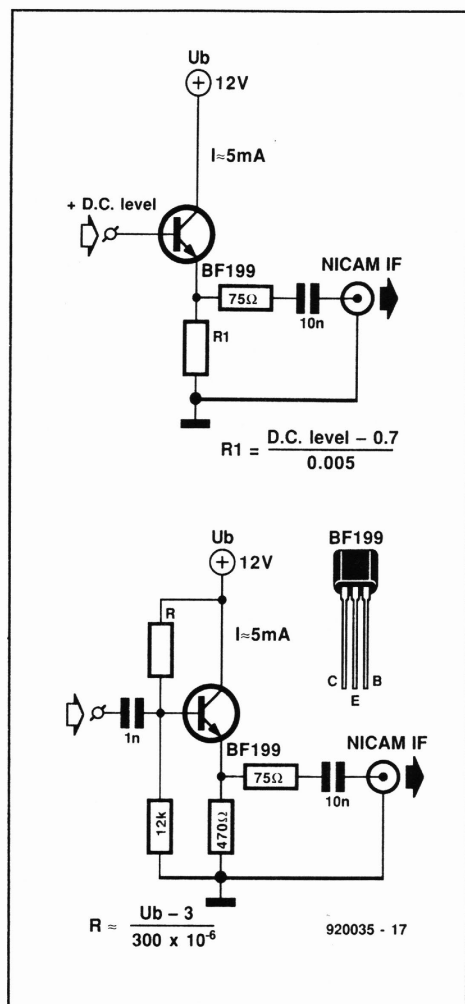 Ub
12V
I≈5mA
+ D.C. level
BF199
NICAM IF
75Ω
10n
R1
R1 = D.C. level – 0.7
0.005
Ub
12V
BF199
R
I≈5mA
C
B
E
1n
BF199
NICAM IF
75Ω
10n
12k
470Ω
R ≈ Ub – 3
300 x 10⁻⁶
920035 - 17